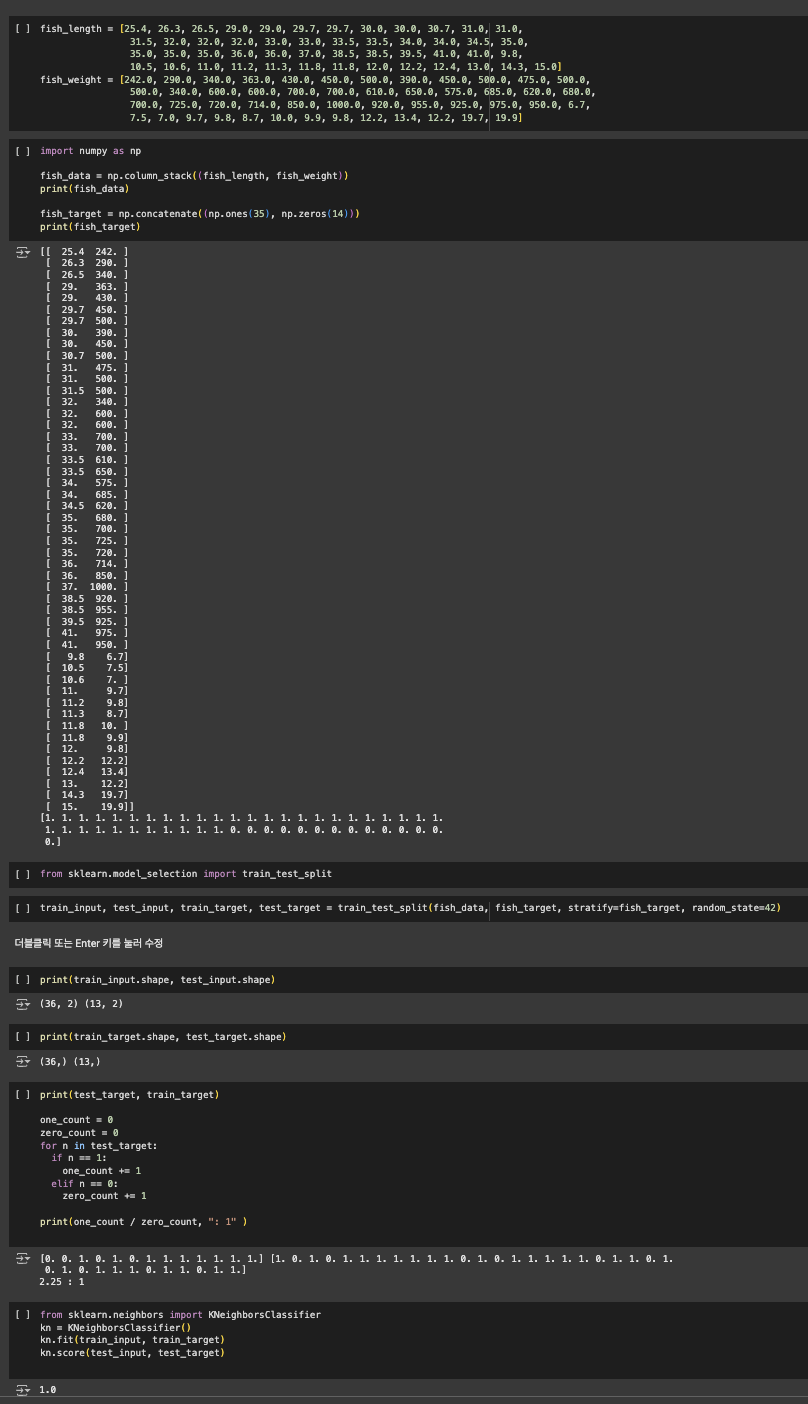 [ ] fish_length = [25.4, 26.3, 26.5, 29.0, 29.0, 29.7, 29.7, 30.0, 30.0, 30.7, 31.0, 31.0,
31.5, 32.0, 32.0, 32.0, 33.0, 33.0, 33.5, 33.5, 34.0, 34.0, 34.5, 35.0,
35.0, 35.0, 35.0, 36.0, 36.0, 37.0, 38.5, 38.5, 39.5, 41.0, 41.0, 9.8,
10.5, 10.6, 11.0, 11.2, 11.3, 11.8, 11.8, 12.0, 12.2, 12.4, 13.0, 14.3, 15.0]
fish_weight = [242.0, 290.0, 340.0, 363.0, 430.0, 450.0, 500.0, 390.0, 450.0, 500.0, 475.0, 500.0,
500.0, 340.0, 600.0, 600.0, 700.0, 700.0, 610.0, 650.0, 575.0, 685.0, 620.0, 680.0,
700.0, 725.0, 720.0, 714.0, 850.0, 1000.0, 920.0, 955.0, 925.0, 975.0, 950.0, 6.7,
7.5, 7.0, 9.7, 9.8, 8.7, 10.0, 9.9, 9.8, 12.2, 13.4, 12.2, 19.7, 19.9]
[ ] import numpy as np
fish_data = np.column_stack((fish_length, fish_weight))
print(fish_data)
fish_target = np.concatenate((np.ones(35), np.zeros(14)))
print(fish_target)
[[ 25.4 242. ]
[ 26.3 290. ]
[ 26.5 340. ]
[ 29. 363. ]
[ 29. 430. ]
[ 29.7 450. ]
[ 29.7 500. ]
[ 30. 390. ]
[ 30. 450. ]
[ 30.7 500. ]
[ 31. 475. ]
[ 31. 500. ]
[ 31.5 500. ]
[ 32. 340. ]
[ 32. 600. ]
[ 32. 600. ]
[ 33. 700. ]
[ 33. 700. ]
[ 33.5 610. ]
[ 33.5 650. ]
[ 34. 575. ]
[ 34. 685. ]
[ 34.5 620. ]
[ 35. 680. ]
[ 35. 700. ]
[ 35. 725. ]
[ 35. 720. ]
[ 36. 714. ]
[ 36. 850. ]
[ 37. 1000. ]
[ 38.5 920. ]
[ 38.5 955. ]
[ 39.5 925. ]
[ 41. 975. ]
[ 41. 950. ]
[ 9.8 6.7]
[ 10.5 7.5]
[ 10.6 7. ]
[ 11. 9.7]
[ 11.2 9.8]
[ 11.3 8.7]
[ 11.8 10. ]
[ 11.8 9.9]
[ 12. 9.8]
[ 12.2 12.2]
[ 12.4 13.4]
[ 13. 12.2]
[ 14.3 19.7]
[ 15. 19.9]]
[1. 1. 1. 1. 1. 1. 1. 1. 1. 1. 1. 1. 1. 1. 1. 1. 1. 1. 1. 1. 1. 1. 1. 1.
1. 1. 1. 1. 1. 1. 1. 1. 1. 1. 1. 0. 0. 0. 0. 0. 0. 0. 0. 0. 0. 0. 0. 0.
0.]
[ ] from sklearn.model_selection import train_test_split
[ ] train_input, test_input, train_target, test_target = train_test_split(fish_data, fish_target, stratify=fish_target, random_state=42)
더블클릭 또는 Enter 키를 눌러 수정
[ ] print(train_input.shape, test_input.shape)
(36, 2) (13, 2)
[ ] print(train_target.shape, test_target.shape)
(36,) (13,)
[ ] print(test_target, train_target)
one_count = 0
zero_count = 0
for n in test_target:
if n == 1:
one_count += 1
elif n == 0:
zero_count += 1
print(one_count / zero_count, ": 1" )
[0. 0. 1. 0. 1. 0. 1. 1. 1. 1. 1. 1. 1.] [1. 0. 1. 0. 1. 1. 1. 1. 1. 1. 1. 0. 1. 0. 1. 1. 1. 1. 1. 0. 1. 1. 0. 1.
0. 1. 0. 1. 1. 1. 0. 1. 1. 0. 1. 1.]
2.25 : 1
[ ] from sklearn.neighbors import KNeighborsClassifier
kn = KNeighborsClassifier()
kn.fit(train_input, train_target)
kn.score(test_input, test_target)
1.0